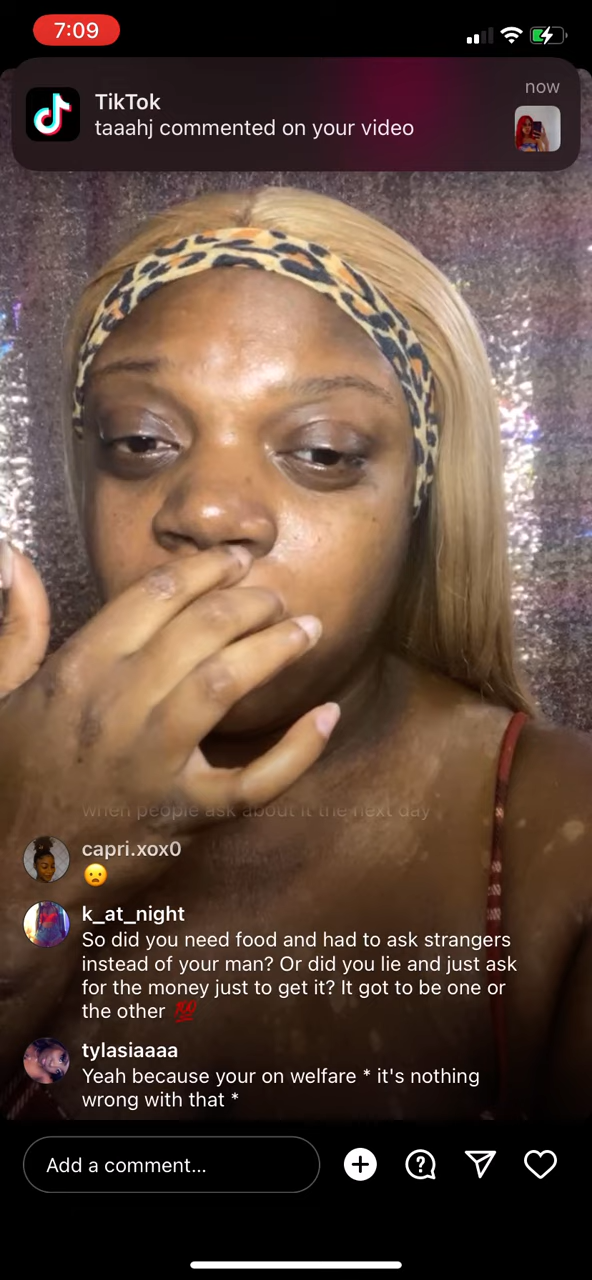 7:09
TikTok
now
taaahj commented on your video
when people ask about it the next day
capri.xox0
😦
k_at_night
So did you need food and had to ask strangers
instead of your man? Or did you lie and just ask
for the money just to get it? It got to be one or
the other 💯
tylasiaaaa
Yeah because your on welfare * it's nothing
wrong with that *
Add a comment...